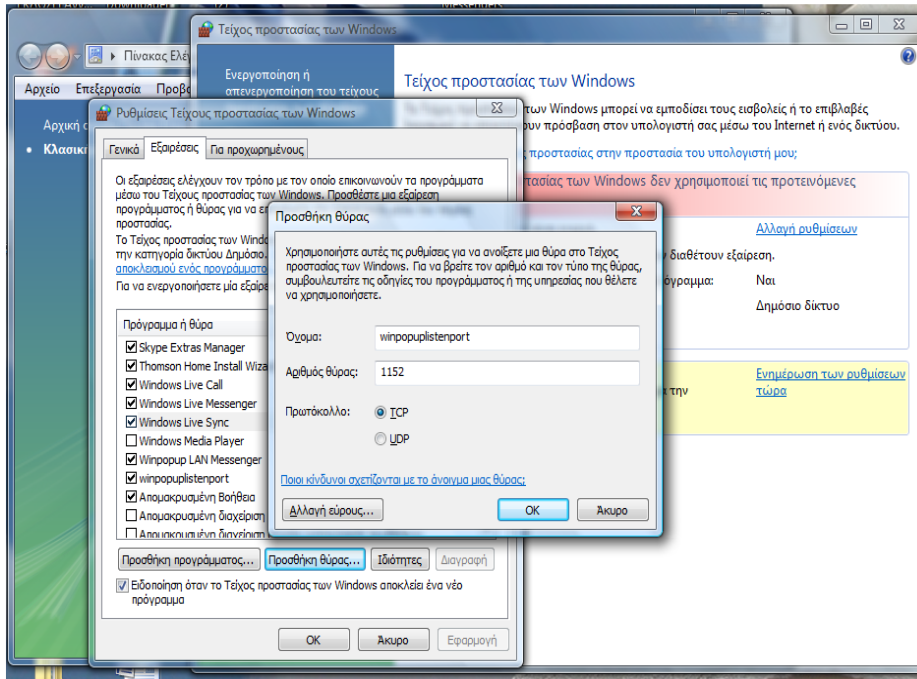 Τείχος προστασίας των Windows
Πίνακας Ελέγ
Αρχείο Επεξεργασία Προβο
Αρχική
Κλασικ
Ενεργοποίηση ή
απενεργοποίηση του τείχους
Τείχος προστασίας των Windows
των Windows μπορεί να εμποδίσει τους εισβολείς ή το επιβλαβές
πρόσβαση στον υπολογιστή σας μέσω του Internet ή ενός δικτύου.
προστασίας στην προστασία του υπολογιστή μου;
των Windows δεν χρησιμοποιεί τις προτεινόμενες
Αλλαγή ρυθμίσεων
διαθέτουν εξαίρεση.
Ναι
Δημόσιο δίκτυο
Ενημέρωση των ρυθμίσεων
τώρα
την
Ρυθμίσεις Τείχους προστασίας των Windows
Γενικά Εξαιρέσεις Για προχωρημένους
Οι εξαιρέσεις ελέγχουν τον τρόπο με τον οποίο επικοινωνούν τα προγράμματα
μέσω του Τείχους προστασίας των Windows. Προσθέστε μια εξαίρεση
προγράμματος ή θύρας για να ε
προστασίας.
Το Τείχος προστασίας των Windo
την κατηγορία δικτύου Δημόσιο.
αποκλεισμού ενός προγράμματο
Για να ενεργοποιήσετε μία εξαίρε
Πρόγραμμα ή θύρα
Skype Extras Manager
Thomson Home Install Wiza
Windows Live Call
Windows Live Messenger
Windows Live Sync
Windows Media Player
Winpopup LAN Messenger
winpopuplistenport
Απομακρυσμένη Βοήθεια
Απομακρυσμένη διαχείριση
Απομακρυσμένη διαχείριση
Προσθήκη προγράμματος... Προσθήκη θύρας... Ιδιότητες Διαγραφή
Ειδοποίηση όταν το Τείχος προστασίας των Windows αποκλείει ένα νέο
πρόγραμμα
OK Άκυρο Εφαρμογή
Προσθήκη θύρας
Χρησιμοποιήστε αυτές τις ρυθμίσεις για να ανοίξετε μια θύρα στο Τείχος
προστασίας των Windows. Για να βρείτε τον αριθμό και τον τύπο της θύρας,
συμβουλευτείτε τις οδηγίες του προγράμματος ή της υπηρεσίας που θέλετε
να χρησιμοποιήσετε.
Όνομα: winpopuplistenport
Αριθμός θύρας: 1152
Πρωτόκολλο: TCP
UDP
Ποιοι κίνδυνοι σχετίζονται με το άνοιγμα μιας θύρας;
Αλλαγή εύρους... OK Άκυρο